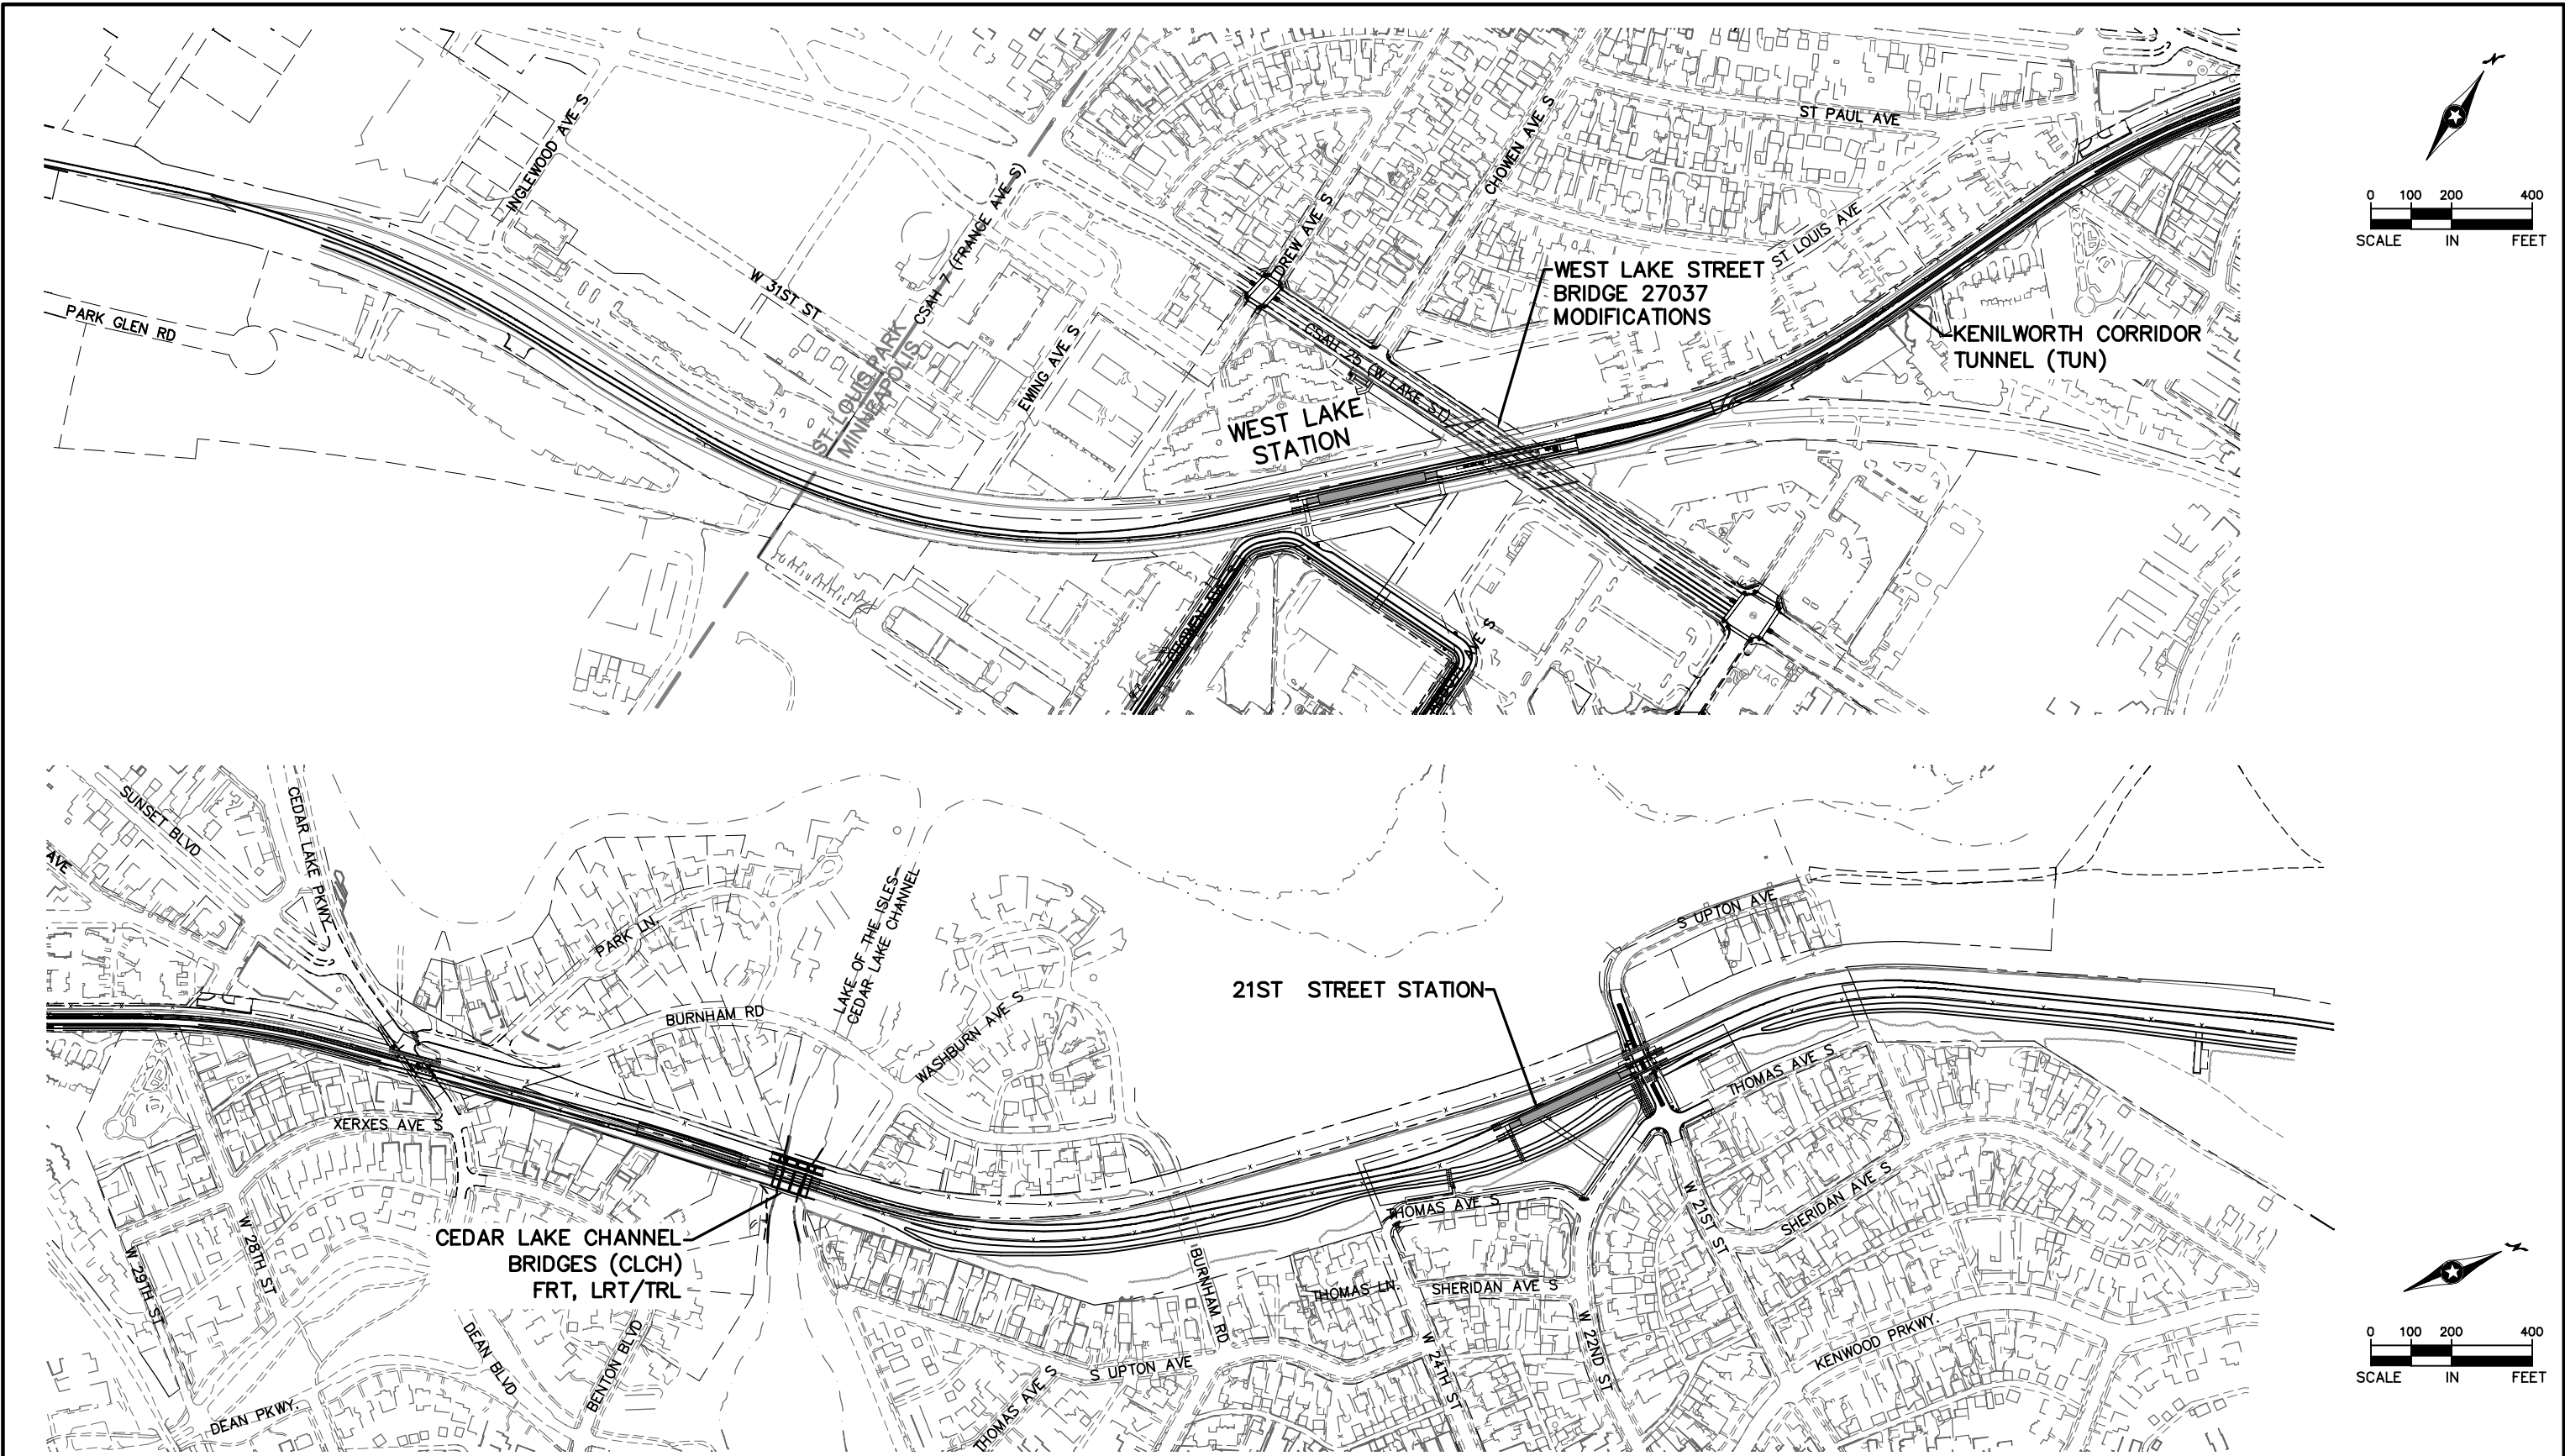 N
0 100 200 400
SCALE IN FEET
INGLEWOOD AVE S
W 31ST ST
CSAH 7 (FRANCE AVE S)
ST. LOUIS PARK
MINNEAPOLIS
PARK GLEN RD
EWING AVE S
DREW AVE S
CHOWEN AVE S
ST PAUL AVE
ST LOUIS AVE
WEST LAKE STREET
BRIDGE 27037
MODIFICATIONS
KENILWORTH CORRIDOR
TUNNEL (TUN)
CSAH 25 (W LAKE ST)
WEST LAKE
STATION
AVE S
FLAG
N
0 100 200 400
SCALE IN FEET
SUNSET BLVD
AVE
CEDAR LAKE PKWY
PARK LN.
BURNHAM RD
LAKE OF THE ISLES
CEDAR LAKE CHANNEL
WASHBURN AVE S
21ST STREET STATION
S UPTON AVE
THOMAS AVE S
XERXES AVE S
CEDAR LAKE CHANNEL
BRIDGES (CLCH)
FRT, LRT/TRL
W 29TH ST
W 28TH ST
DEAN BLVD
BENTON BLVD
DEAN PKWY.
BURNHAM RD
THOMAS LN.
THOMAS AVE S
SHERIDAN AVE S
W 24TH ST
W 22ND ST
W 21ST ST
SHERIDAN AVE S
KENWOOD PRKWY.
S UPTON AVE
THOMAS AVE S